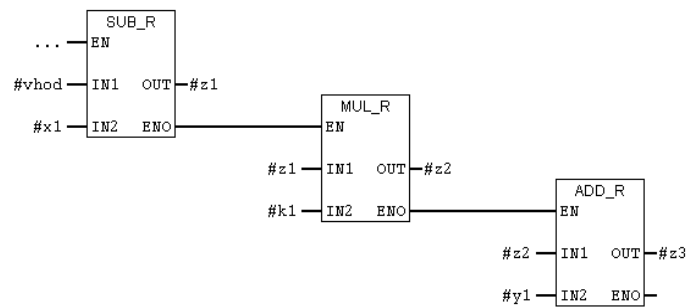 SUB_R
... EN
#vhod IN1 OUT #z1
#x1 IN2 ENO
MUL_R
EN
#z1 IN1 OUT #z2
#k1 IN2 ENO
ADD_R
EN
#z2 IN1 OUT #z3
#y1 IN2 ENO